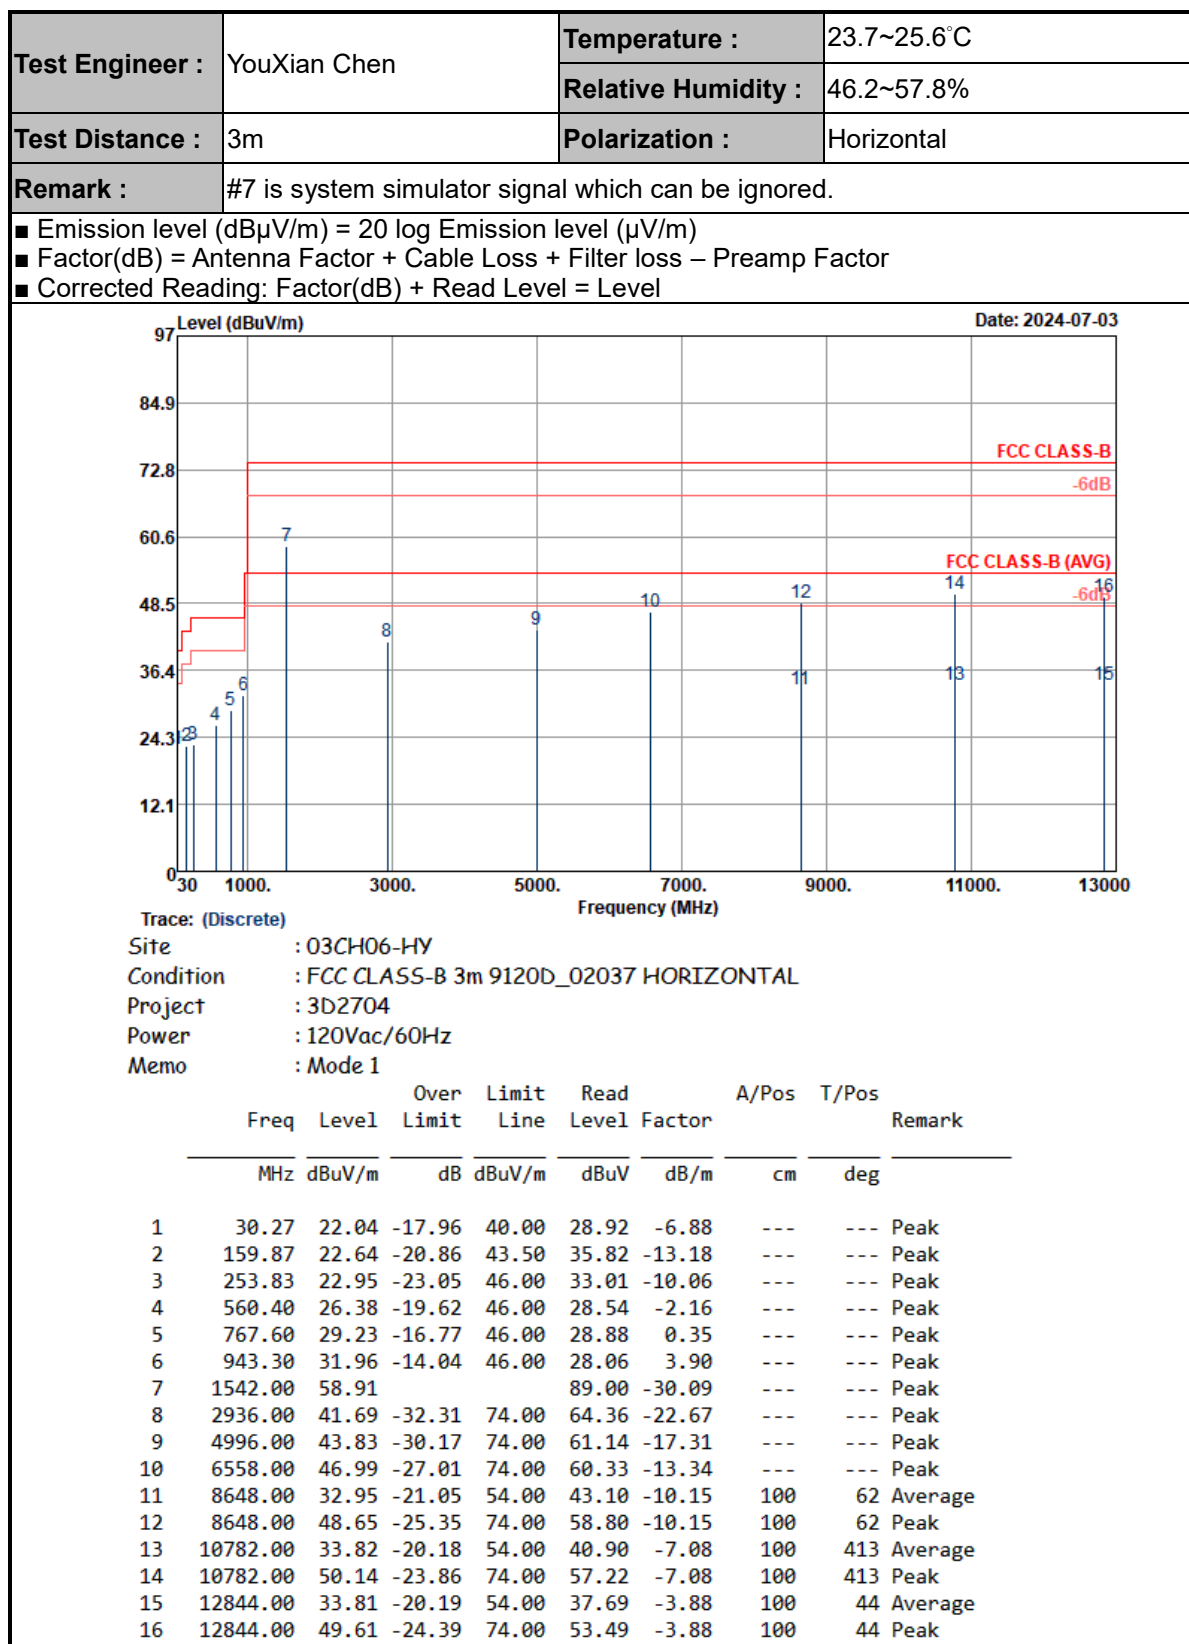 Test Engineer : YouXian Chen Temperature : 23.7~25.6°C
Relative Humidity : 46.2~57.8%
Test Distance : 3m Polarization : Horizontal
Remark : #7 is system simulator signal which can be ignored.
■ Emission level (dBμV/m) = 20 log Emission level (μV/m)
■ Factor(dB) = Antenna Factor + Cable Loss + Filter loss – Preamp Factor
■ Corrected Reading: Factor(dB) + Read Level = Level
97 Level (dBuV/m) Date: 2024-07-03
84.9
FCC CLASS-B
72.8
-6dB
60.6 7
FCC CLASS-B (AVG)
48.5 8 9 10 12 14 16 -6dB
36.4 11 13 15
24.3 1 2 3 4 5 6
12.1
0
30 1000. 3000. 5000. 7000. 9000. 11000. 13000
Frequency (MHz)
Trace: (Discrete)
Site : 03CH06-HY
Condition : FCC CLASS-B 3m 9120D_02037 HORIZONTAL
Project : 3D2704
Power : 120Vac/60Hz
Memo : Mode 1
Over Limit Read A/Pos T/Pos
Freq Level Limit Line Level Factor Remark
MHz dBuV/m dB dBuV/m dBuV dB/m cm deg
1 30.27 22.04 -17.96 40.00 28.92 -6.88 --- --- Peak
2 159.87 22.64 -20.86 43.50 35.82 -13.18 --- --- Peak
3 253.83 22.95 -23.05 46.00 33.01 -10.06 --- --- Peak
4 560.40 26.38 -19.62 46.00 28.54 -2.16 --- --- Peak
5 767.60 29.23 -16.77 46.00 28.88 0.35 --- --- Peak
6 943.30 31.96 -14.04 46.00 28.06 3.90 --- --- Peak
7 1542.00 58.91 89.00 -30.09 --- --- Peak
8 2936.00 41.69 -32.31 74.00 64.36 -22.67 --- --- Peak
9 4996.00 43.83 -30.17 74.00 61.14 -17.31 --- --- Peak
10 6558.00 46.99 -27.01 74.00 60.33 -13.34 --- --- Peak
11 8648.00 32.95 -21.05 54.00 43.10 -10.15 100 62 Average
12 8648.00 48.65 -25.35 74.00 58.80 -10.15 100 62 Peak
13 10782.00 33.82 -20.18 54.00 40.90 -7.08 100 413 Average
14 10782.00 50.14 -23.86 74.00 57.22 -7.08 100 413 Peak
15 12844.00 33.81 -20.19 54.00 37.69 -3.88 100 44 Average
16 12844.00 49.61 -24.39 74.00 53.49 -3.88 100 44 Peak